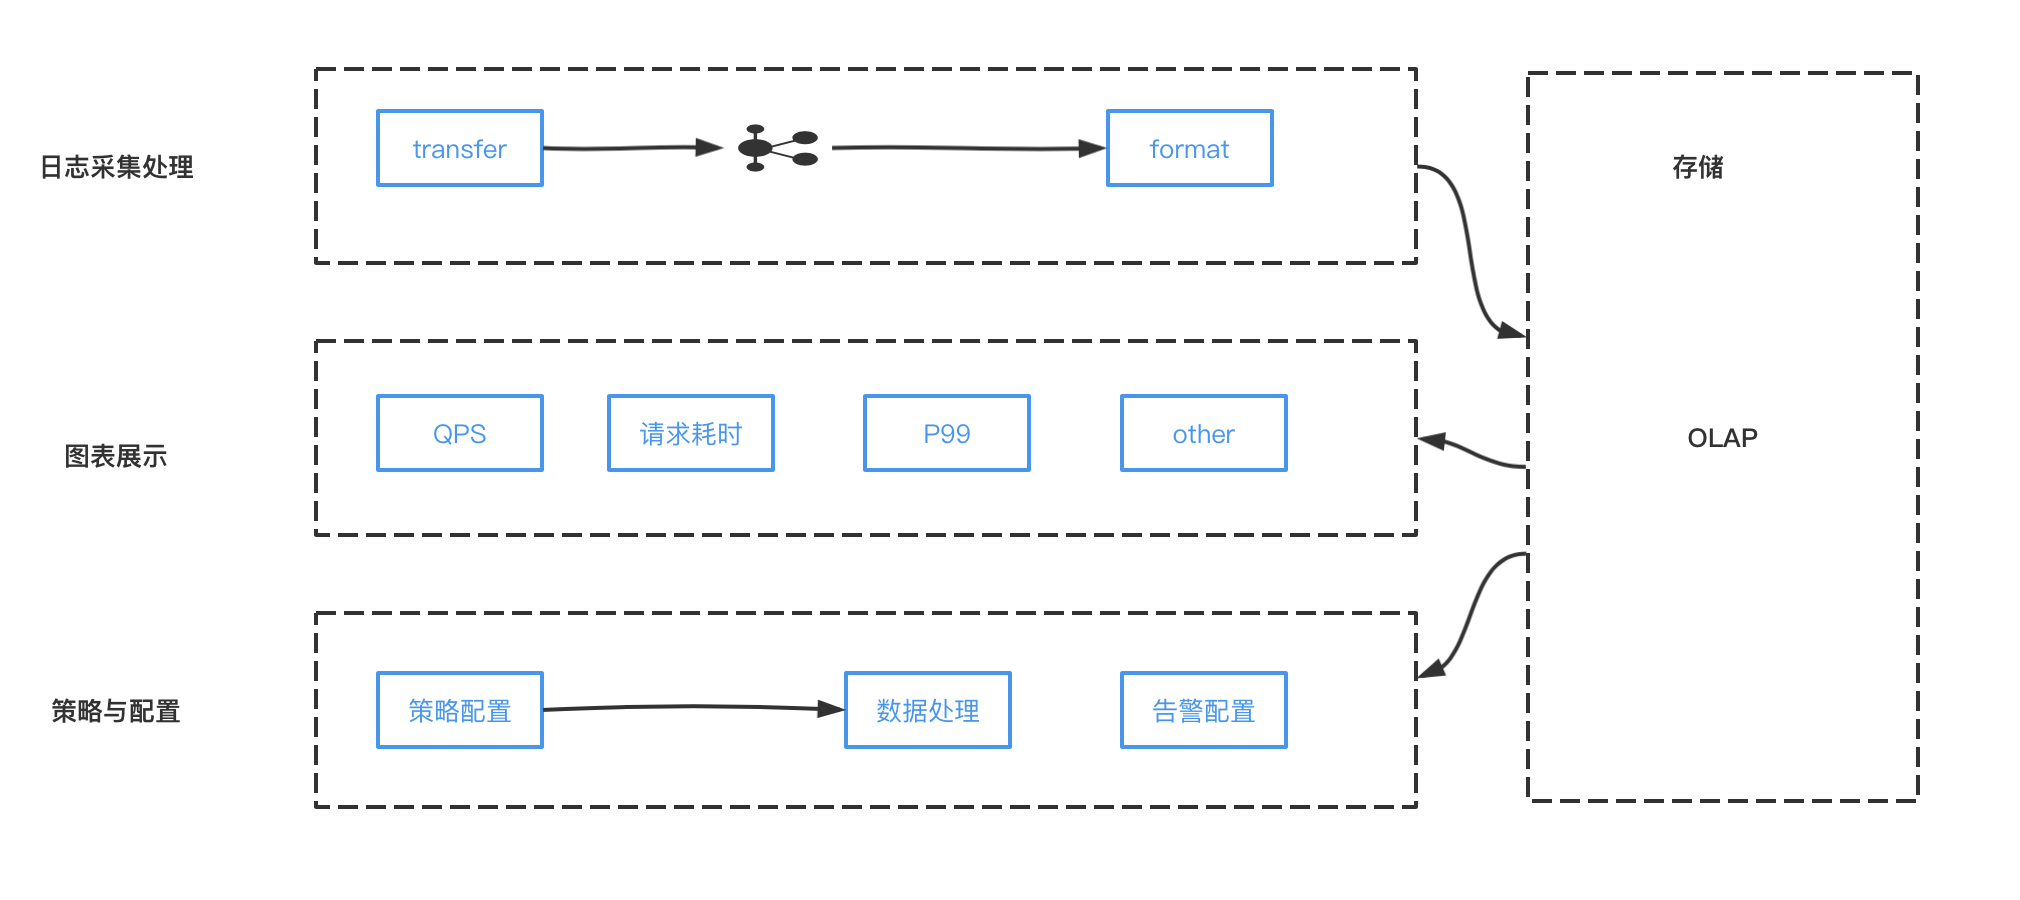 日志采集处理
transfer
format
存储
图表展示
QPS
请求耗时
P99
other
OLAP
策略与配置
策略配置
数据处理
告警配置